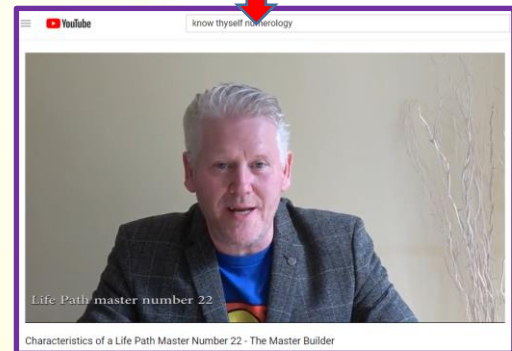 YouTube
know thyself numerology
Life Path master number 22
Characteristics of a Life Path Master Number 22 - The Master Builder